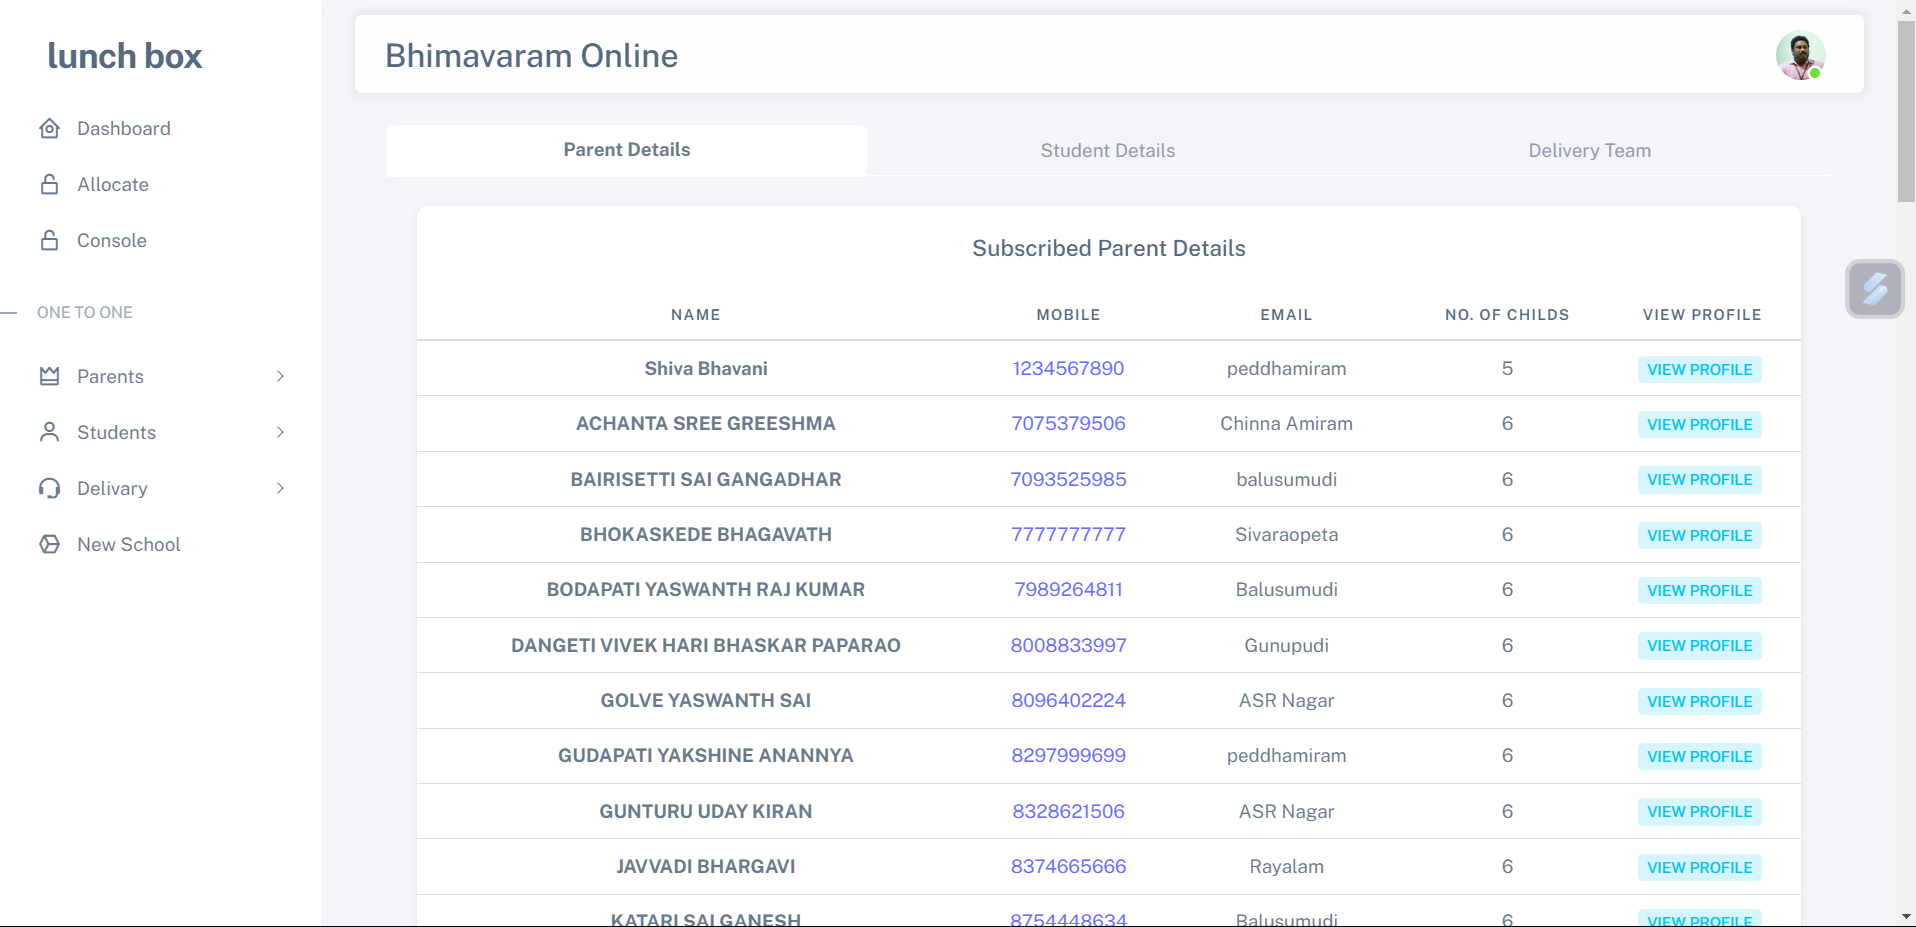 lunch box
Dashboard
Allocate
Console
ONE TO ONE
Parents
Students
Delivary
New School
Bhimavaram Online
Parent Details Student Details Delivery Team
Subscribed Parent Details
NAME MOBILE EMAIL NO. OF CHILDS VIEW PROFILE
Shiva Bhavani 1234567890 peddhamiram 5 VIEW PROFILE
ACHANTA SREE GREESHMA 7075379506 Chinna Amiram 6 VIEW PROFILE
BAIRISETTI SAI GANGADHAR 7093525985 balusumudi 6 VIEW PROFILE
BHOKASKEDE BHAGAVATH 7777777777 Sivaraopeta 6 VIEW PROFILE
BODAPATI YASWANTH RAJ KUMAR 7989264811 Balusumudi 6 VIEW PROFILE
DANGETI VIVEK HARI BHASKAR PAPARAO 8008833997 Gunupudi 6 VIEW PROFILE
GOLVE YASWANTH SAI 8096402224 ASR Nagar 6 VIEW PROFILE
GUDAPATI YAKSHINE ANANNYA 8297999699 peddhamiram 6 VIEW PROFILE
GUNTURU UDAY KIRAN 8328621506 ASR Nagar 6 VIEW PROFILE
JAVVADI BHARGAVI 8374665666 Rayalam 6 VIEW PROFILE
KATARI SAI GANESH 8754448634 Balusumudi 6 VIEW PROFILE